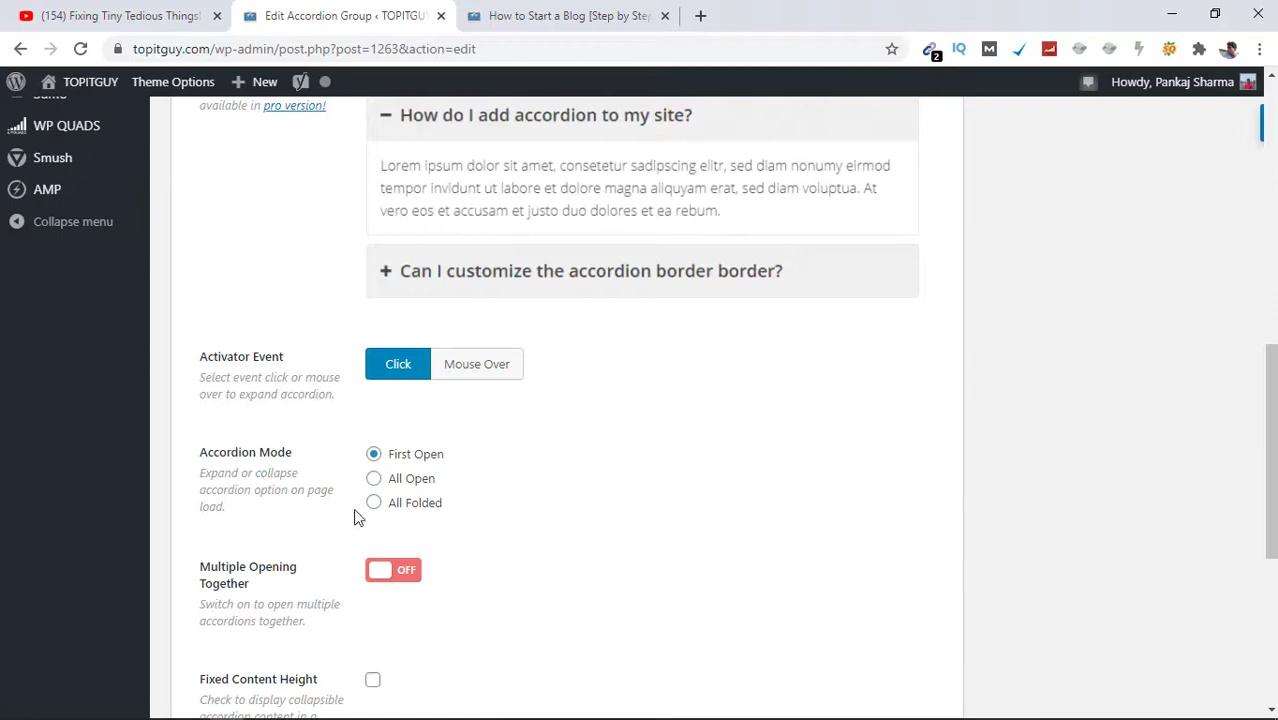 (154) Fixing Tiny Tedious Things!
Edit Accordion Group ‹ TOPITGUY
How to Start a Blog [Step by Step
topitguy.com/wp-admin/post.php?post=1263&action=edit
2
IQ
M
TOPITGUY
Theme Options
New
Howdy, Pankaj Sharma
WP QUADS
Smush
AMP
Collapse menu
available in pro version!
How do I add accordion to my site?
Lorem ipsum dolor sit amet, consetetur sadipscing elitr, sed diam nonumy eirmod
tempor invidunt ut labore et dolore magna aliquyam erat, sed diam voluptua. At
vero eos et accusam et justo duo dolores et ea rebum.
Can I customize the accordion border border?
Activator Event
Select event click or mouse
over to expand accordion.
Click
Mouse Over
Accordion Mode
Expand or collapse
accordion option on page
load.
First Open
All Open
All Folded
Multiple Opening
Together
Switch on to open multiple
accordions together.
OFF
Fixed Content Height
Check to display collapsible
accordion content in a